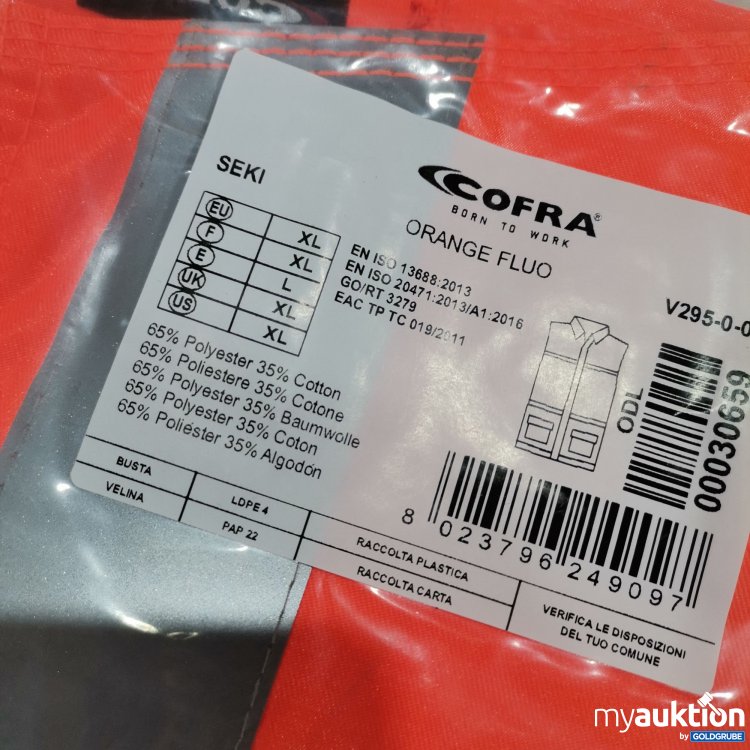 SEKI
COFRA®
BORN TO WORK
ORANGE FLUO
EU XL
F XL
E L
UK XL
US XL
EN ISO 13688:2013
EN ISO 20471:2013/A1:2016
GO/RT 3279
EAC TP TC 019/2011
V295-0-0
65% Polyester 35% Cotton
65% Poliestere 35% Cotone
65% Polyester 35% Baumwolle
65% Polyester 35% Coton
65% Poliéster 35% Algodón
ODL
00030659
8 023796 249097
BUSTA LDPE 4 RACCOLTA PLASTICA
VELINA PAP 22 RACCOLTA CARTA
VERIFICA LE DISPOSIZIONI
DEL TUO COMUNE
myauktion
by GOLDGRUBE